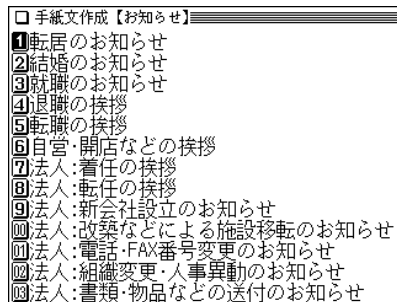 □ 手紙文作成【お知らせ】
1転居のお知らせ
2結婚のお知らせ
3就職のお知らせ
4退職の挨拶
5転職の挨拶
6自営・開店などの挨拶
7法人:着任の挨拶
8法人:転任の挨拶
9法人:新会社設立のお知らせ
00法人:改築などによる施設移転のお知らせ
01法人:電話・FAX番号変更のお知らせ
02法人:組織変更・人事異動のお知らせ
03法人:書類・物品などの送付のお知らせ